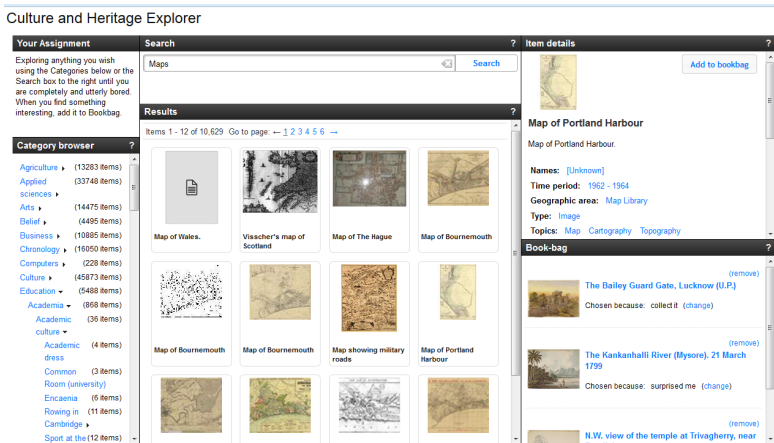 Culture and Heritage Explorer
Your Assignment
Exploring anything you wish
using the Categories below or the
Search box to the right until you
are completely and utterly bored.
When you find something
interesting, add it to Bookbag.
Category browser ?
Agriculture (13283 items)
Applied (33748 items)
sciences
Arts (14475 items)
Belief (4495 items)
Business (10885 items)
Chronology (16050 items)
Computers (228 items)
Culture (45873 items)
Education (5488 items)
Academia (868 items)
Academic (36 items)
culture
Academic (4 items)
dress
Common (3 items)
Room (university)
Encaenia (6 items)
Rowing in (11 items)
Cambridge
Sport at the (12 items)
Search ?
Maps Search
Results ?
Items 1 - 12 of 10,629 Go to page: ← 1 2 3 4 5 6 →
Map of Wales.
Visscher's map of
Scotland
Map of The Hague
Map of Bournemouth
Map of Bournemouth
Map of Bournemouth
Map showing military
roads
Map of Portland
Harbour
Item details ?
Add to bookbag
Map of Portland Harbour
Map of Portland Harbour.
Names: [Unknown]
Time period: 1962 - 1964
Geographic area: Map Library
Type: Image
Topics: Map Cartography Topography
Book-bag ?
(remove)
The Bailey Guard Gate, Lucknow (U.P.)
Chosen because: collect it (change)
(remove)
The Kankanhalli River (Mysore). 21 March
1799
Chosen because: surprised me (change)
(remove)
N.W. view of the temple at Trivagherry, near